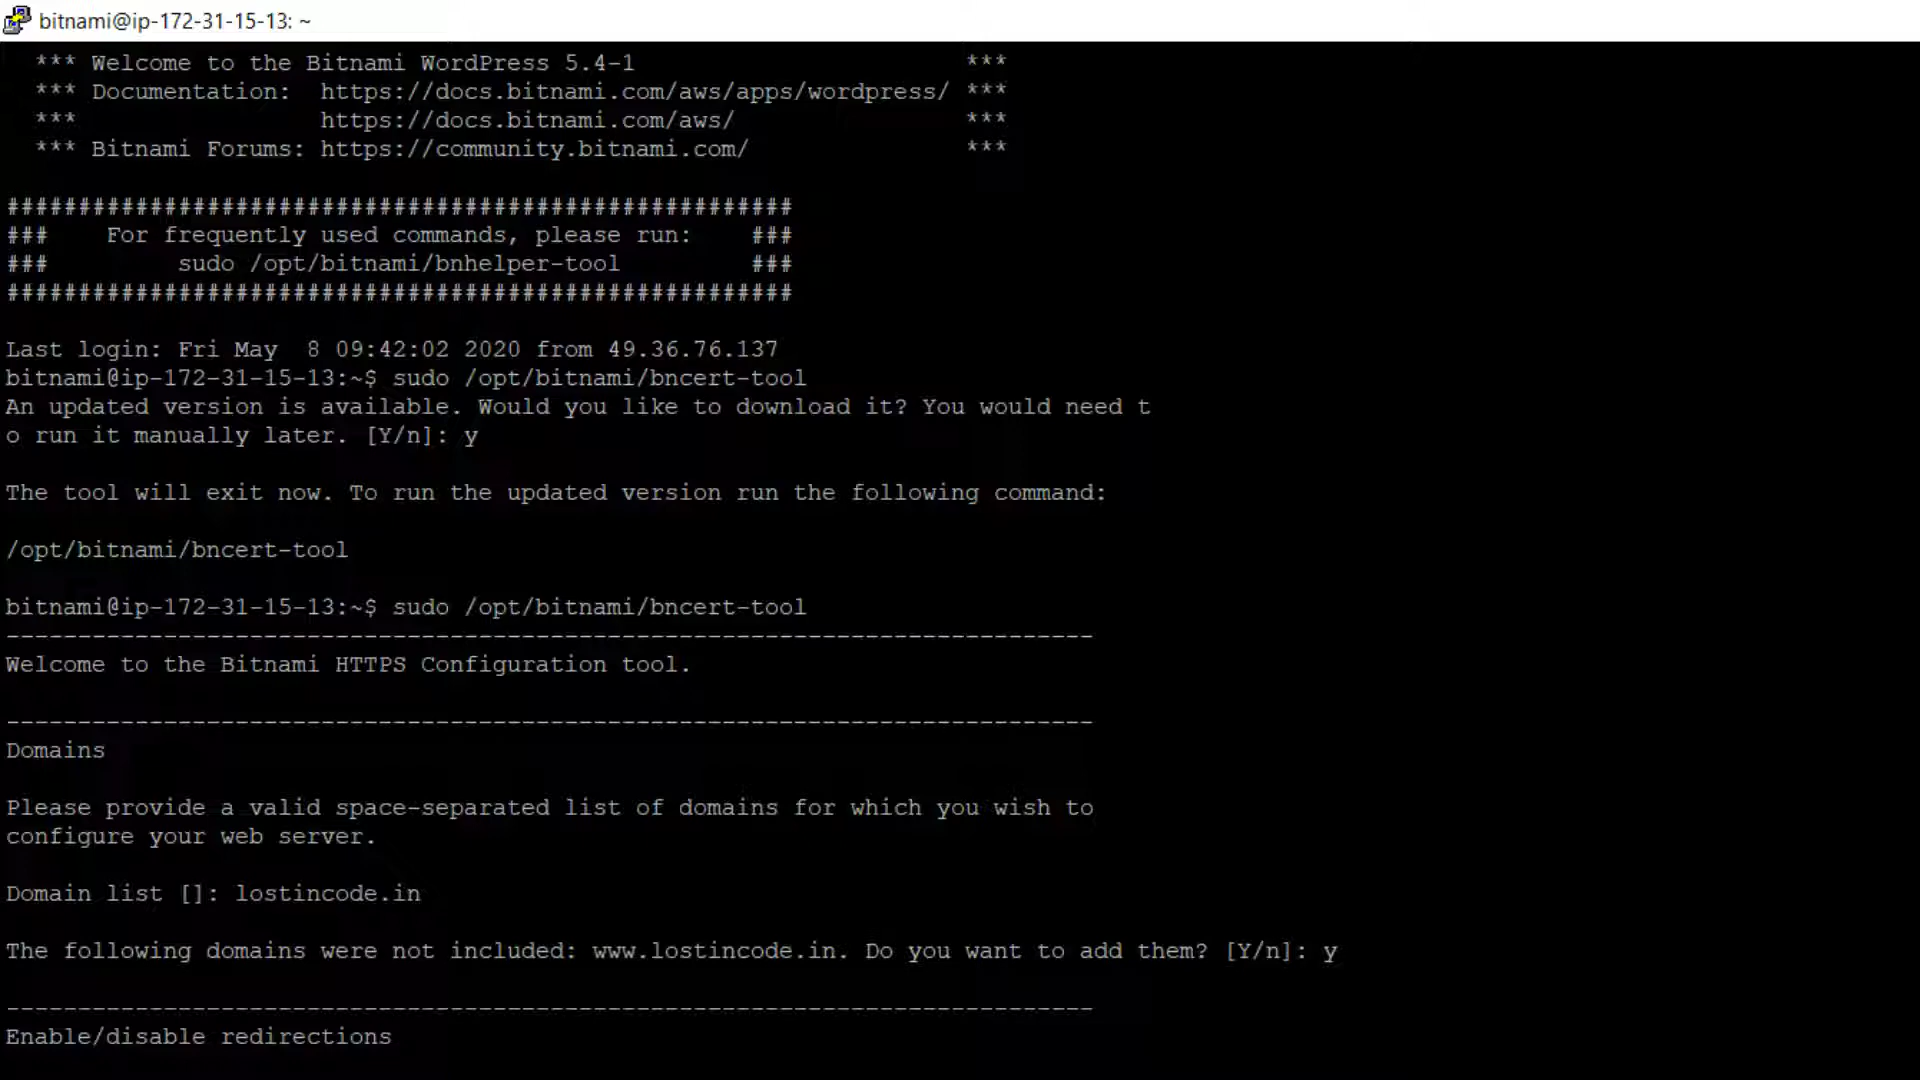 bitnami@ip-172-31-15-13: ~
*** Welcome to the Bitnami WordPress 5.4-1 ***
*** Documentation: https://docs.bitnami.com/aws/apps/wordpress/ ***
*** https://docs.bitnami.com/aws/ ***
*** Bitnami Forums: https://community.bitnami.com/ ***
#######################################################
### For frequently used commands, please run: ###
### sudo /opt/bitnami/bnhelper-tool ###
#######################################################
Last login: Fri May  8 09:42:02 2020 from 49.36.76.137
bitnami@ip-172-31-15-13:~$ sudo /opt/bitnami/bncert-tool
An updated version is available. Would you like to download it? You would need t
o run it manually later. [Y/n]: y
The tool will exit now. To run the updated version run the following command:
/opt/bitnami/bncert-tool
bitnami@ip-172-31-15-13:~$ sudo /opt/bitnami/bncert-tool
----------------------------------------------------------------------------
Welcome to the Bitnami HTTPS Configuration tool.
----------------------------------------------------------------------------
Domains
Please provide a valid space-separated list of domains for which you wish to
configure your web server.
Domain list []: lostincode.in
The following domains were not included: www.lostincode.in. Do you want to add them? [Y/n]: y
----------------------------------------------------------------------------
Enable/disable redirections